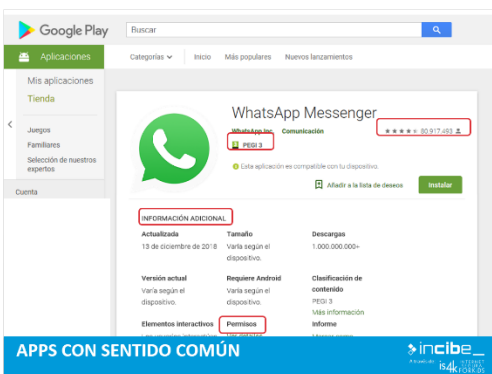 Google Play
Buscar
Aplicaciones
Categorías
Inicio
Más populares
Nuevos lanzamientos
Mis aplicaciones
Tienda
Juegos
Familiares
Selección de nuestros
expertos
Cuenta
WhatsApp Messenger
WhatsApp Inc.
Comunicación
80.917.493
PEGI 3
Esta aplicación es compatible con tu dispositivo.
Añadir a la lista de deseos
Instalar
INFORMACIÓN ADICIONAL
Actualizada
Tamaño
Descargas
13 de diciembre de 2018
Varía según el
dispositivo.
1.000.000.000+
Versión actual
Requiere Android
Clasificación de
contenido
Varía según el
dispositivo.
Varía según el
dispositivo.
PEGI 3
Más información
Elementos interactivos
Permisos
Informe
APPS CON SENTIDO COMÚN
incibe_
is4k
INTERNET
FORKiDS